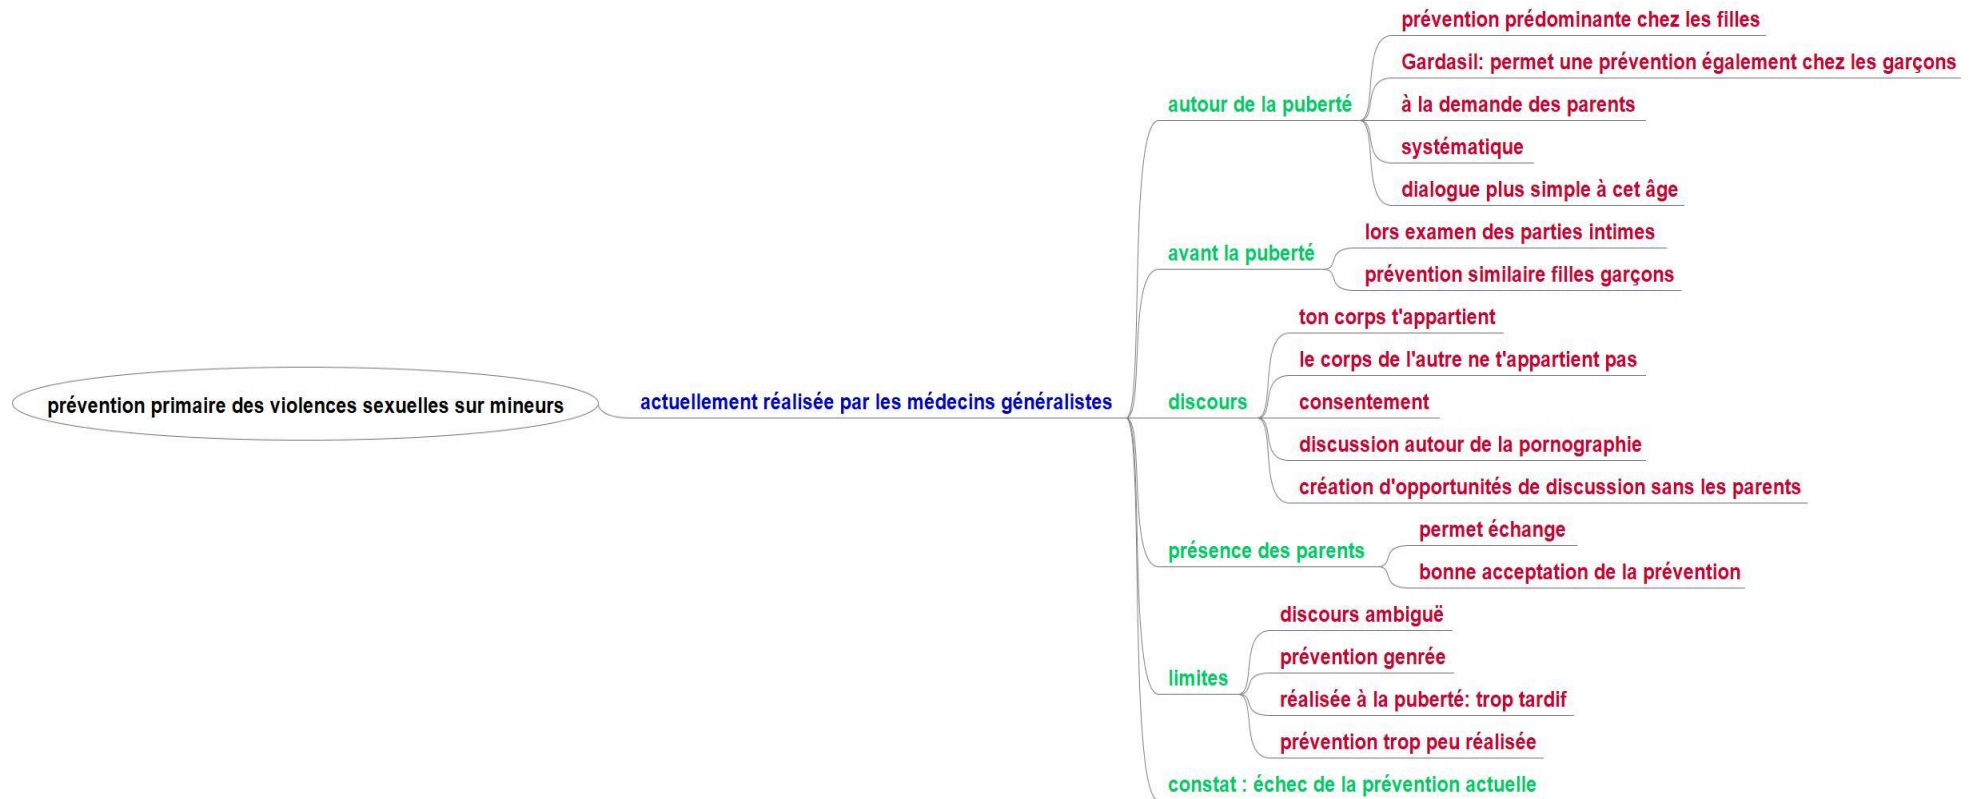 prévention primaire des violences sexuelles sur mineurs
actuellement réalisée par les médecins généralistes
autour de la puberté
prévention prédominante chez les filles
Gardasil: permet une prévention également chez les garçons
à la demande des parents
systématique
dialogue plus simple à cet âge
avant la puberté
lors examen des parties intimes
prévention similaire filles garçons
discours
ton corps t'appartient
le corps de l'autre ne t'appartient pas
consentement
discussion autour de la pornographie
création d'opportunités de discussion sans les parents
présence des parents
permet échange
bonne acceptation de la prévention
limites
discours ambiguë
prévention genrée
réalisée à la puberté: trop tardif
prévention trop peu réalisée
constat : échec de la prévention actuelle